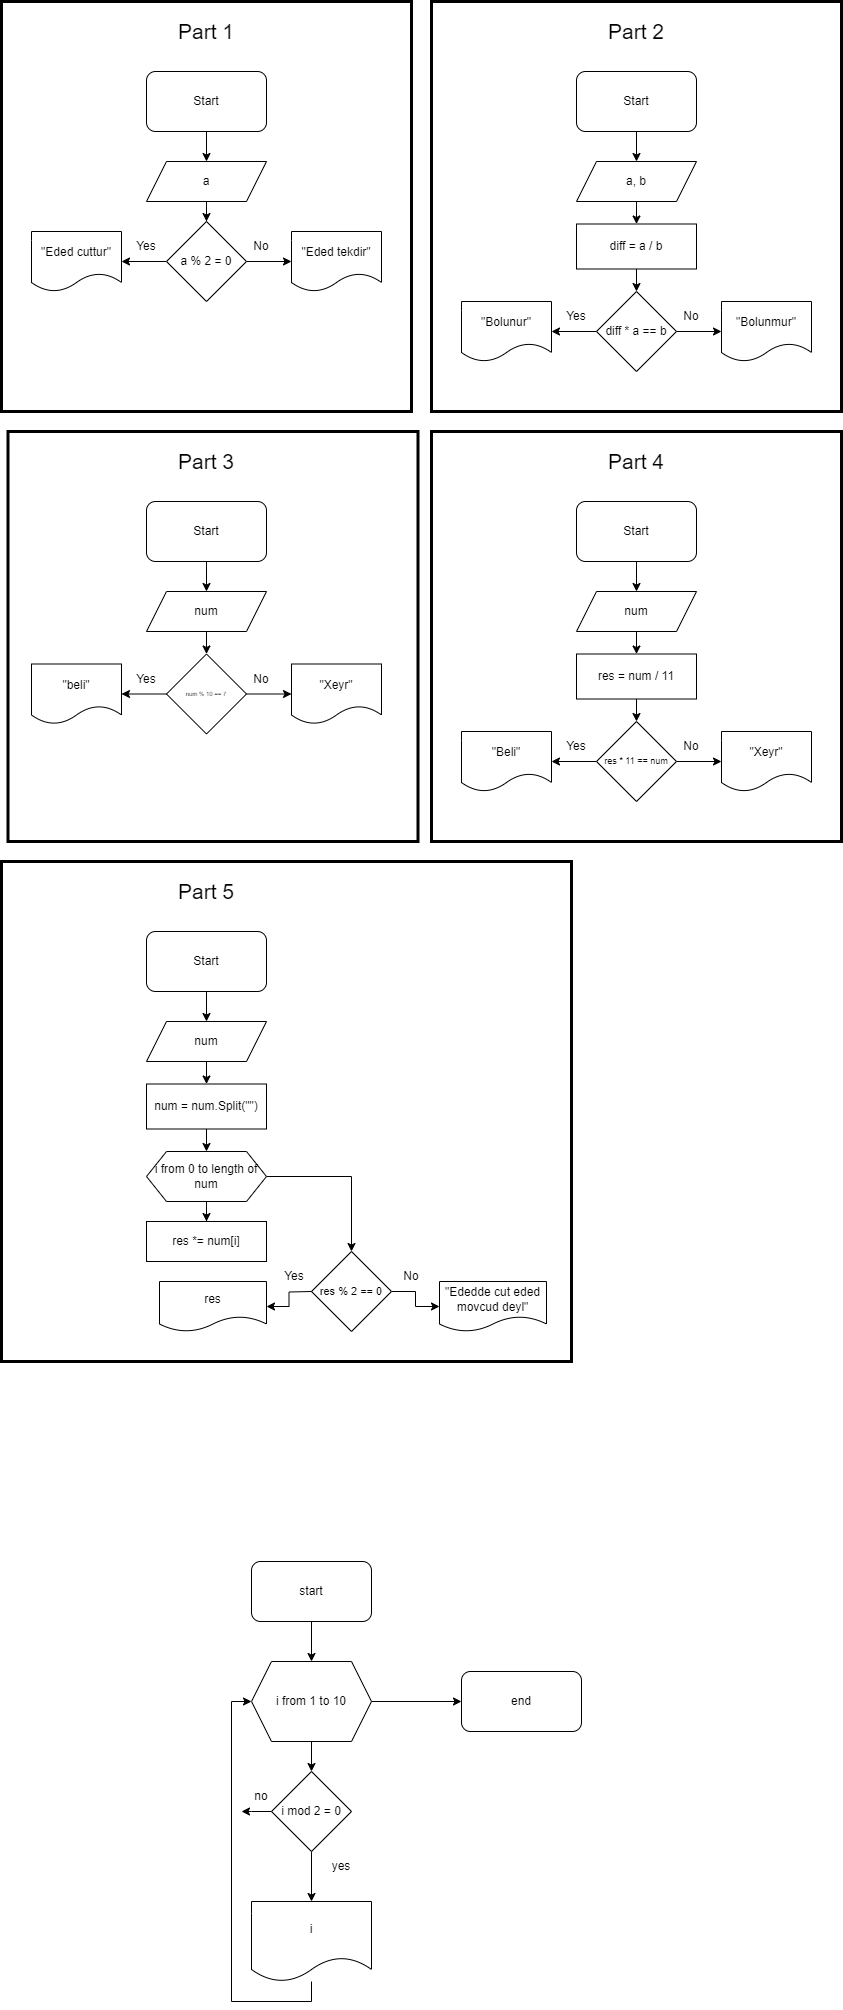 Part 1
Start
a
"Eded cuttur"
Yes
a % 2 = 0
No
"Eded tekdir"
Part 2
Start
a, b
diff = a / b
"Bolunur"
Yes
diff * a == b
No
"Bolunmur"
Part 3
Start
num
"beli"
Yes
num % 10 == 7
No
"Xeyr"
Part 4
Start
num
res = num / 11
"Beli"
Yes
res * 11 == num
No
"Xeyr"
Part 5
Start
num
num = num.Split("")
i from 0 to length of
num
res *= num[i]
res
Yes
res % 2 == 0
No
"Ededde cut eded
movcud deyl"
start
i from 1 to 10
end
no
i mod 2 = 0
yes
i